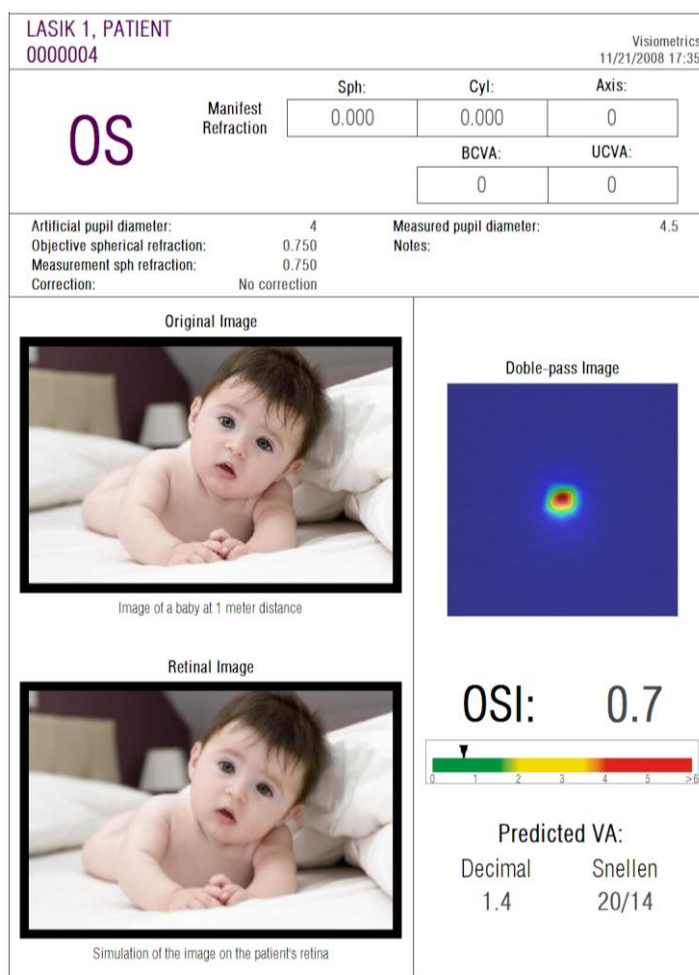 LASIK 1, PATIENT
0000004
Visiometrics
11/21/2008 17:35
OS
Manifest
Refraction
Sph: Cyl: Axis:
0.000 0.000 0
BCVA: UCVA:
0 0
Artificial pupil diameter: 4
Objective spherical refraction: 0.750
Measurement sph refraction: 0.750
Correction: No correction
Measured pupil diameter: 4.5
Notes:
Original Image
Image of a baby at 1 meter distance
Retinal Image
Simulation of the image on the patient's retina
Doble-pass Image
OSI: 0.7
0 1 2 3 4 5 >6
Predicted VA:
Decimal Snellen
1.4 20/14